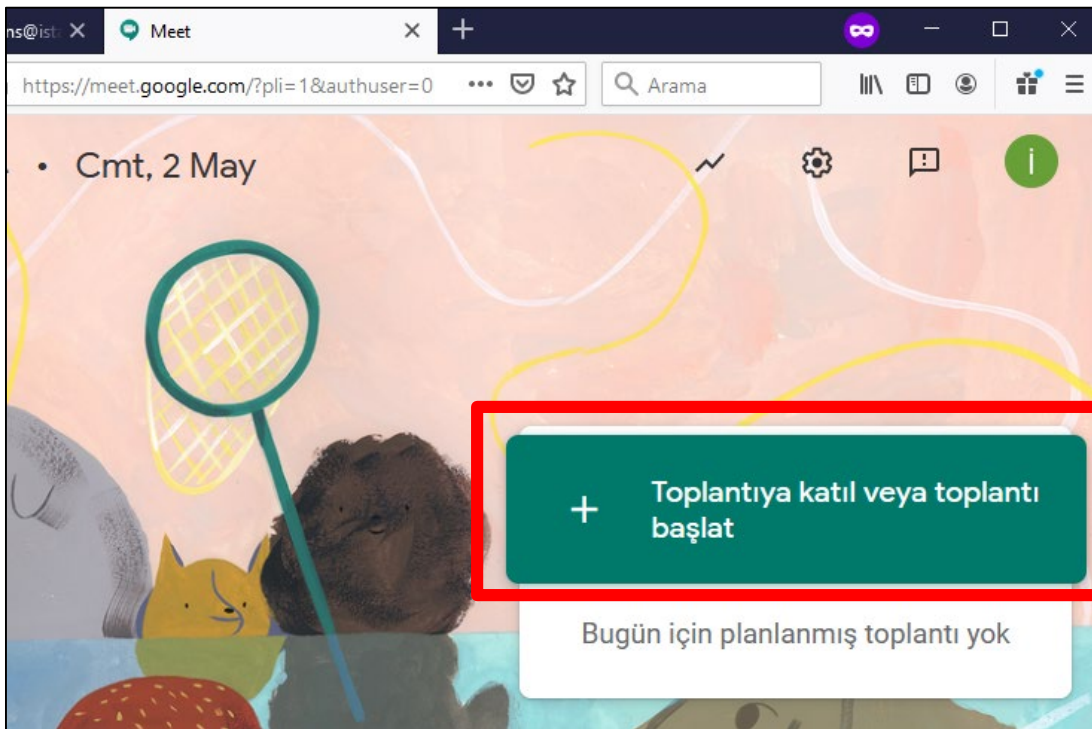 ns@ist
Meet
https://meet.google.com/?pli=1&authuser=0
Arama
• Cmt, 2 May
i
Toplantıya katıl veya toplantı
başlat
Bugün için planlanmış toplantı yok